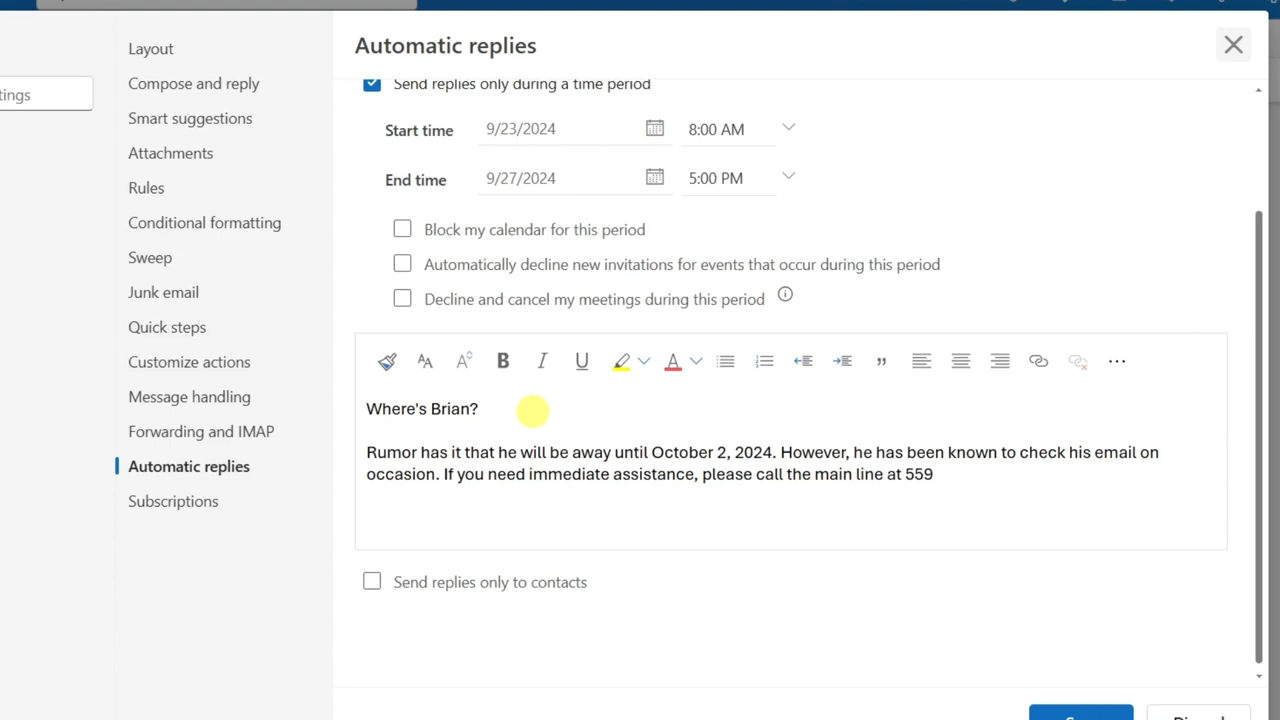 Automatic replies
Layout
Compose and reply
Smart suggestions
Attachments
Rules
Conditional formatting
Sweep
Junk email
Quick steps
Customize actions
Message handling
Forwarding and IMAP
Automatic replies
Subscriptions
Send replies only during a time period
Start time 9/23/2024 8:00 AM
End time 9/27/2024 5:00 PM
Block my calendar for this period
Automatically decline new invitations for events that occur during this period
Decline and cancel my meetings during this period
Where's Brian?
Rumor has it that he will be away until October 2, 2024. However, he has been known to check his email on
occasion. If you need immediate assistance, please call the main line at 559
Send replies only to contacts